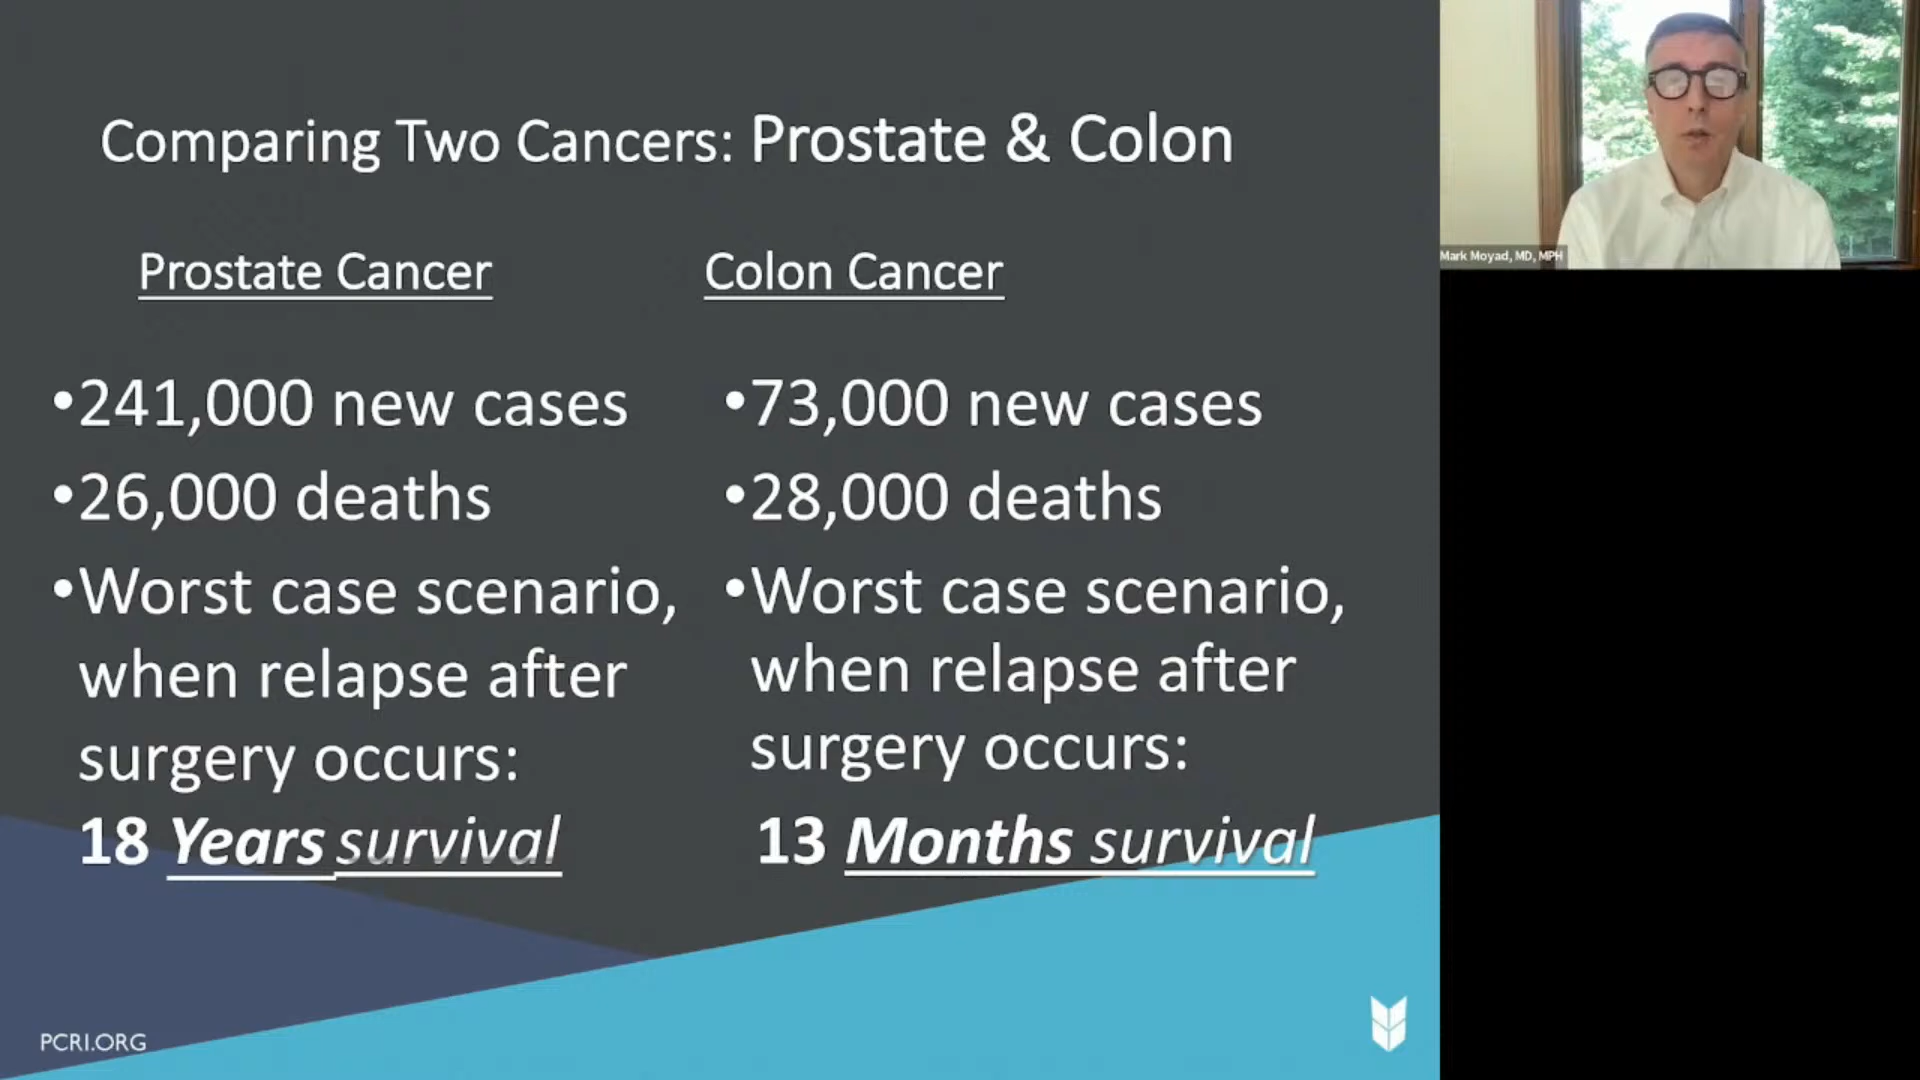 Comparing Two Cancers: Prostate & Colon
Prostate Cancer
•241,000 new cases
•26,000 deaths
•Worst case scenario,
when relapse after
surgery occurs:
18 Years survival
Colon Cancer
•73,000 new cases
•28,000 deaths
•Worst case scenario,
when relapse after
surgery occurs:
13 Months survival
PCRI.ORG
Mark Moyad, MD, MPH